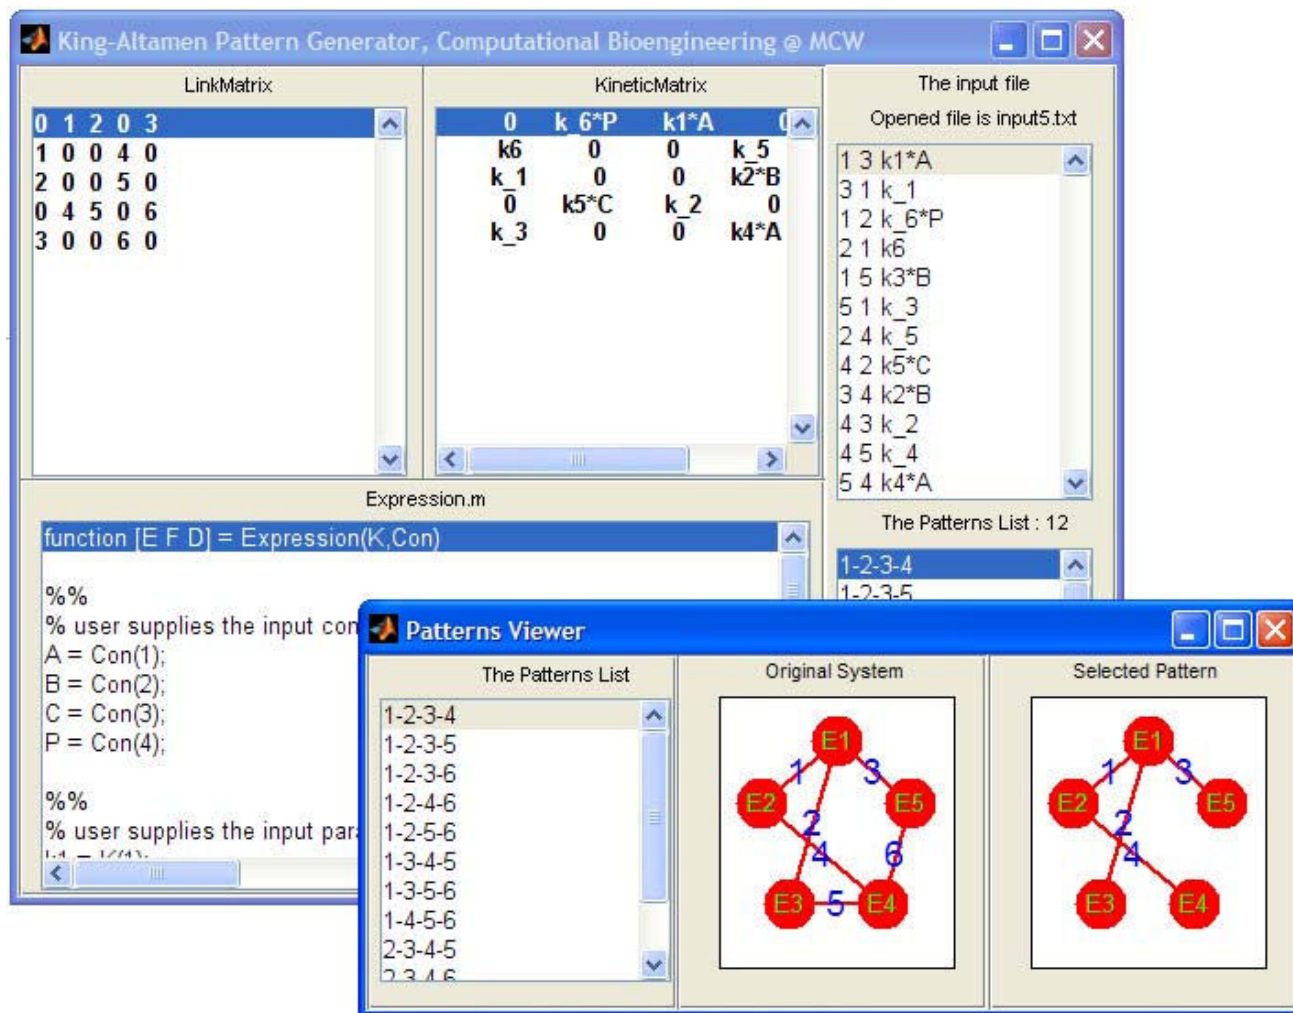 King-Altamen Pattern Generator, Computational Bioengineering @ MCW
LinkMatrix
0 1 2 0 3
1 0 0 4 0
2 0 0 5 0
0 4 5 0 6
3 0 0 6 0
KineticMatrix
0 k_6*P k1*A 0
k6 0 0 k_5
k_1 0 0 k2*B
0 k5*C k_2 0
k_3 0 0 k4*A
The input file
Opened file is input5.txt
1 3 k1*A
3 1 k_1
1 2 k_6*P
2 1 k6
1 5 k3*B
5 1 k_3
2 4 k_5
4 2 k5*C
3 4 k2*B
4 3 k_2
4 5 k_4
5 4 k4*A
The Patterns List : 12
1-2-3-4
1-2-3-5
Expression.m
function [E F D] = Expression(K,Con)
%%
% user supplies the input con
A = Con(1);
B = Con(2);
C = Con(3);
P = Con(4);
%%
% user supplies the input para
k1 = K(1);
Patterns Viewer
The Patterns List
1-2-3-4
1-2-3-5
1-2-3-6
1-2-4-6
1-2-5-6
1-3-4-5
1-3-5-6
1-4-5-6
2-3-4-5
2-3-4-6
Original System
E1
1 3
E2 E5
2
4 6
E3 5 E4
Selected Pattern
E1
1 3
E2 E5
2
4
E3 E4